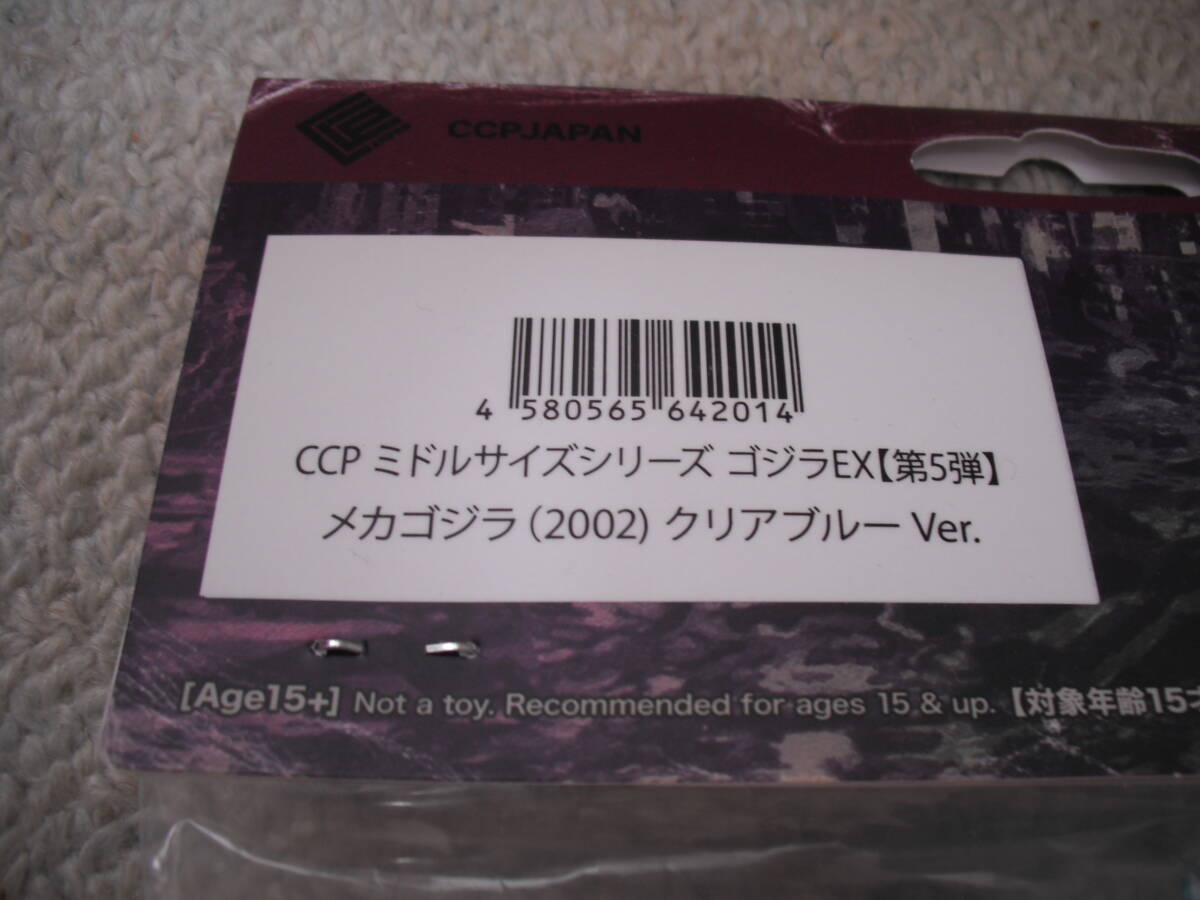 CCPJAPAN
4 580565 642014
CCP ミドルサイズシリーズ ゴジラEX【第5弾】
メカゴジラ（2002）クリアブルー Ver.
[Age15+] Not a toy. Recommended for ages 15 & up.【対象年齢15